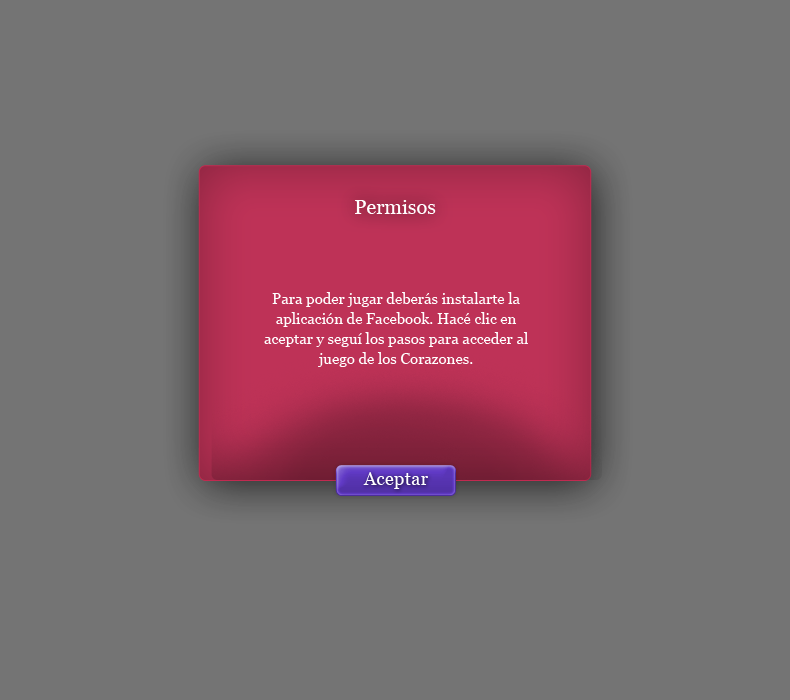 Permisos
Para poder jugar deberás instalarte la
aplicación de Facebook. Hacé clic en
aceptar y seguí los pasos para acceder al
juego de los Corazones.
Aceptar